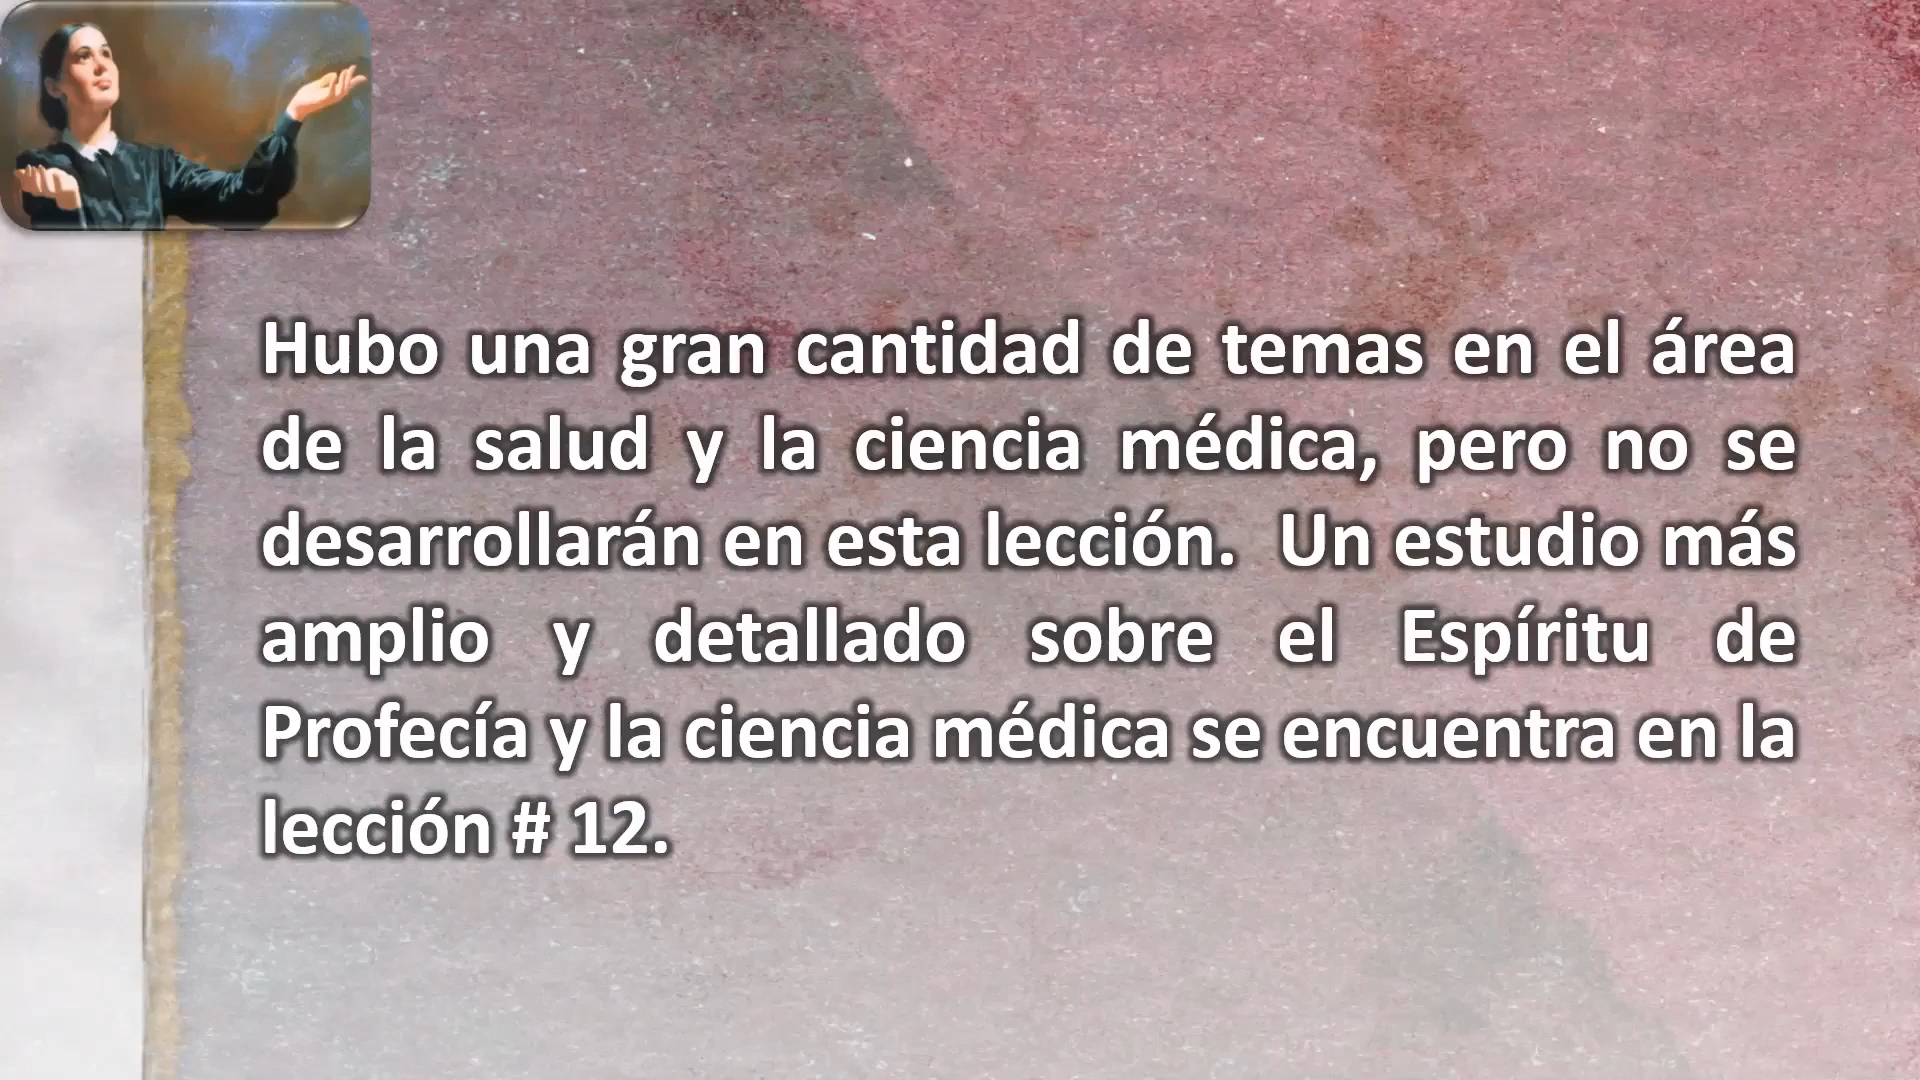 Hubo una gran cantidad de temas en el área
de la salud y la ciencia médica, pero no se
desarrollarán en esta lección. Un estudio más
amplio y detallado sobre el Espíritu de
Profecía y la ciencia médica se encuentra en la
lección # 12.